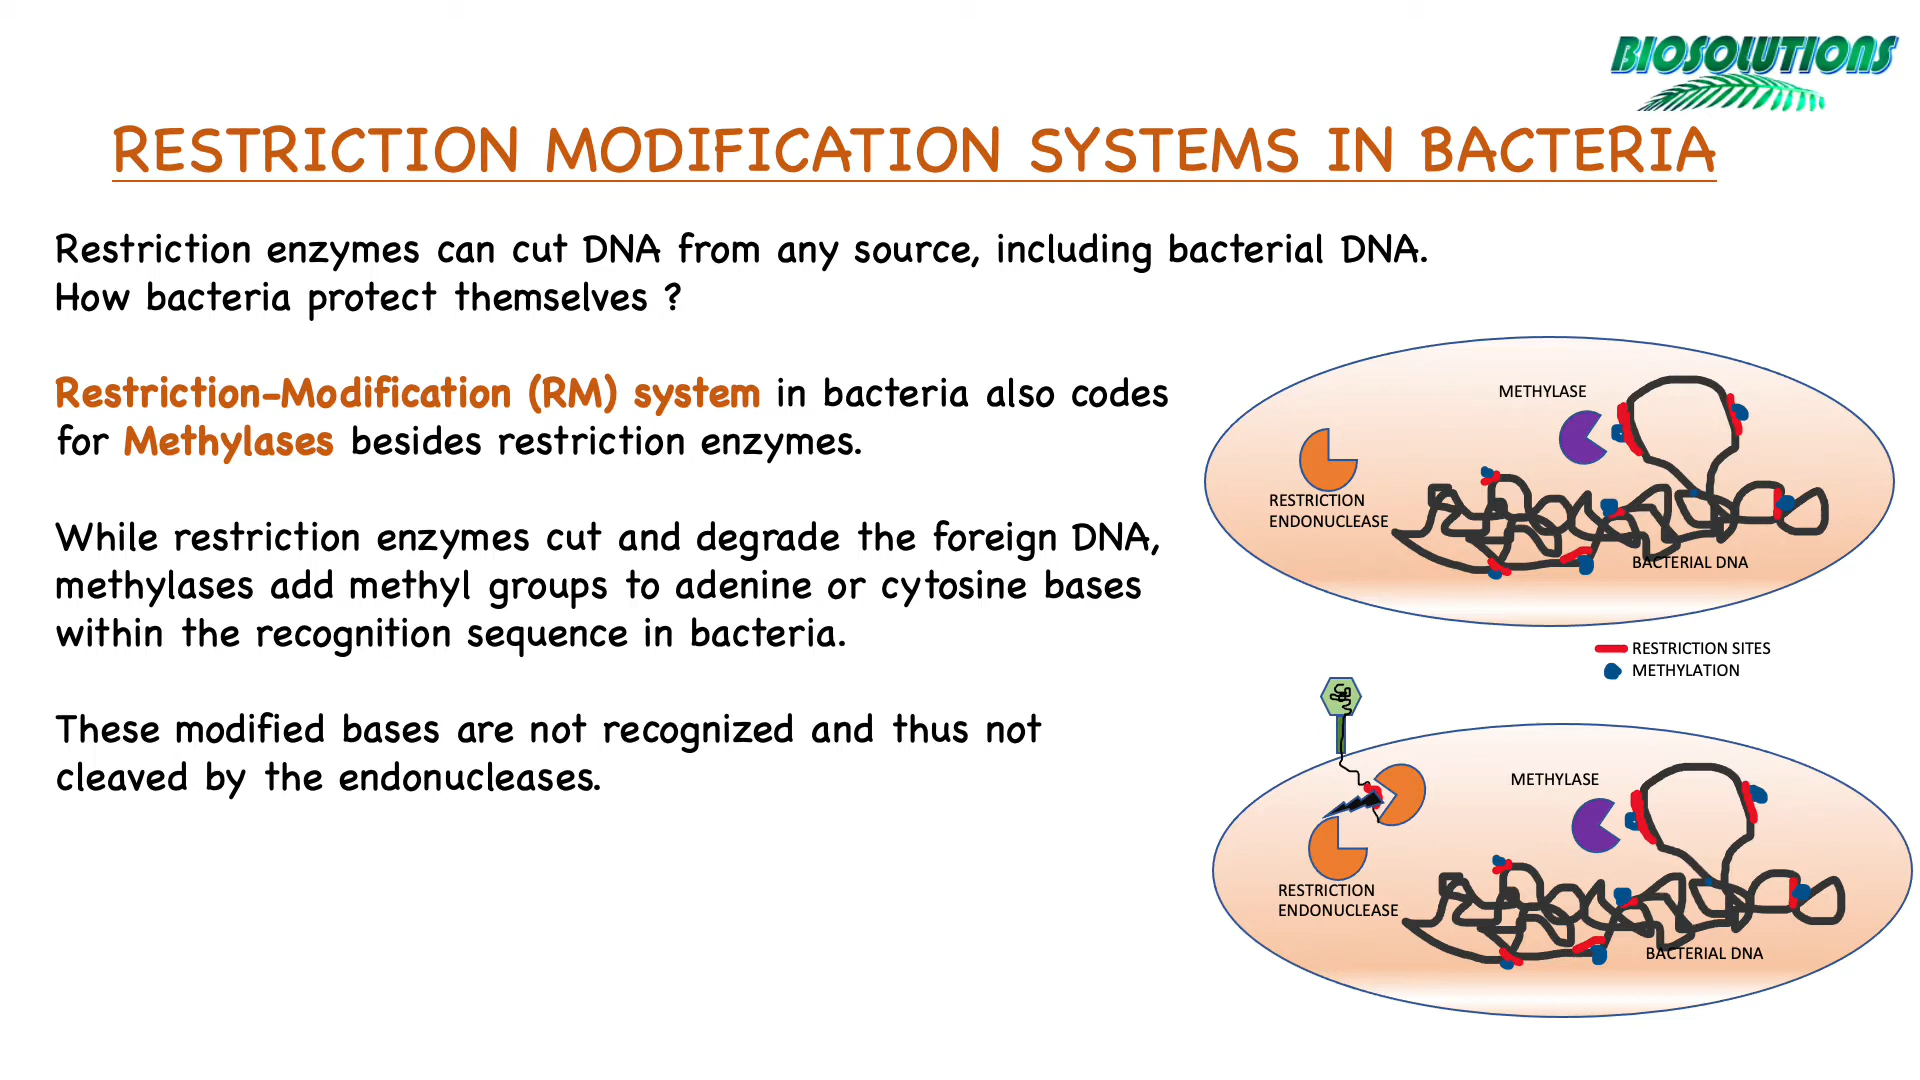 BIOSOLUTIONS
RESTRICTION MODIFICATION SYSTEMS IN BACTERIA
Restriction enzymes can cut DNA from any source, including bacterial DNA.
How bacteria protect themselves ?
Restriction-Modification (RM) system in bacteria also codes
for Methylases besides restriction enzymes.
While restriction enzymes cut and degrade the foreign DNA,
methylases add methyl groups to adenine or cytosine bases
within the recognition sequence in bacteria.
These modified bases are not recognized and thus not
cleaved by the endonucleases.
METHYLASE
RESTRICTION
ENDONUCLEASE
BACTERIAL DNA
RESTRICTION SITES
METHYLATION
METHYLASE
RESTRICTION
ENDONUCLEASE
BACTERIAL DNA